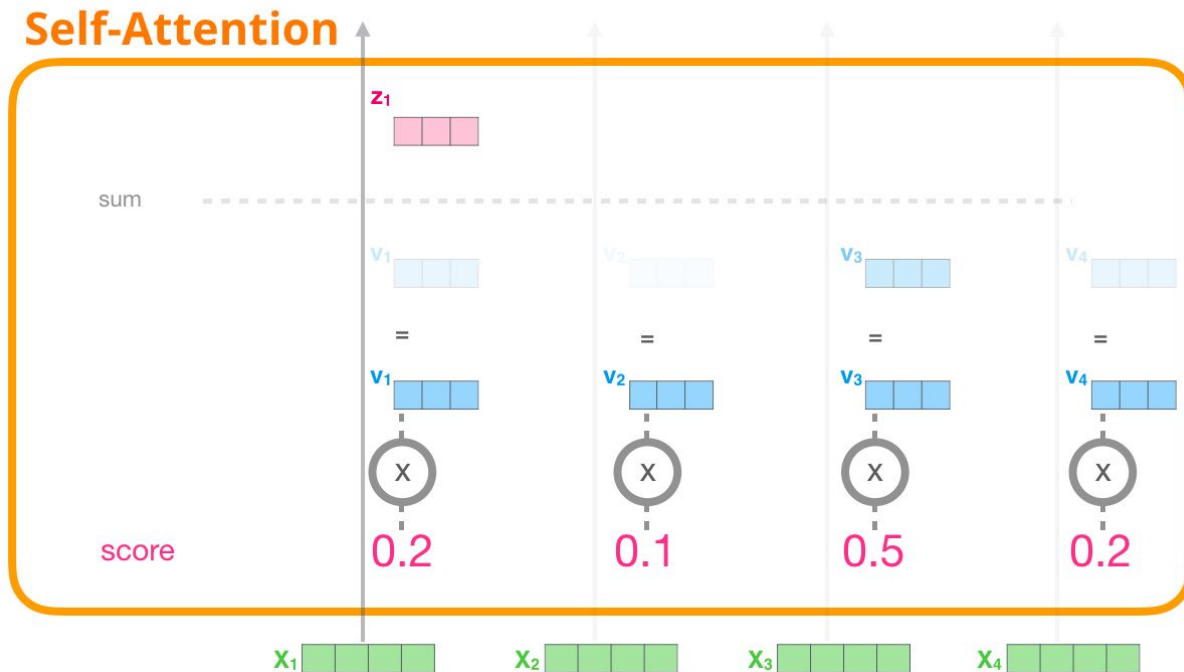 Self-Attention
z₁
sum
v₁ v₂ v₃ v₄
= = = =
v₁ v₂ v₃ v₄
X X X X
score 0.2 0.1 0.5 0.2
X₁ X₂ X₃ X₄